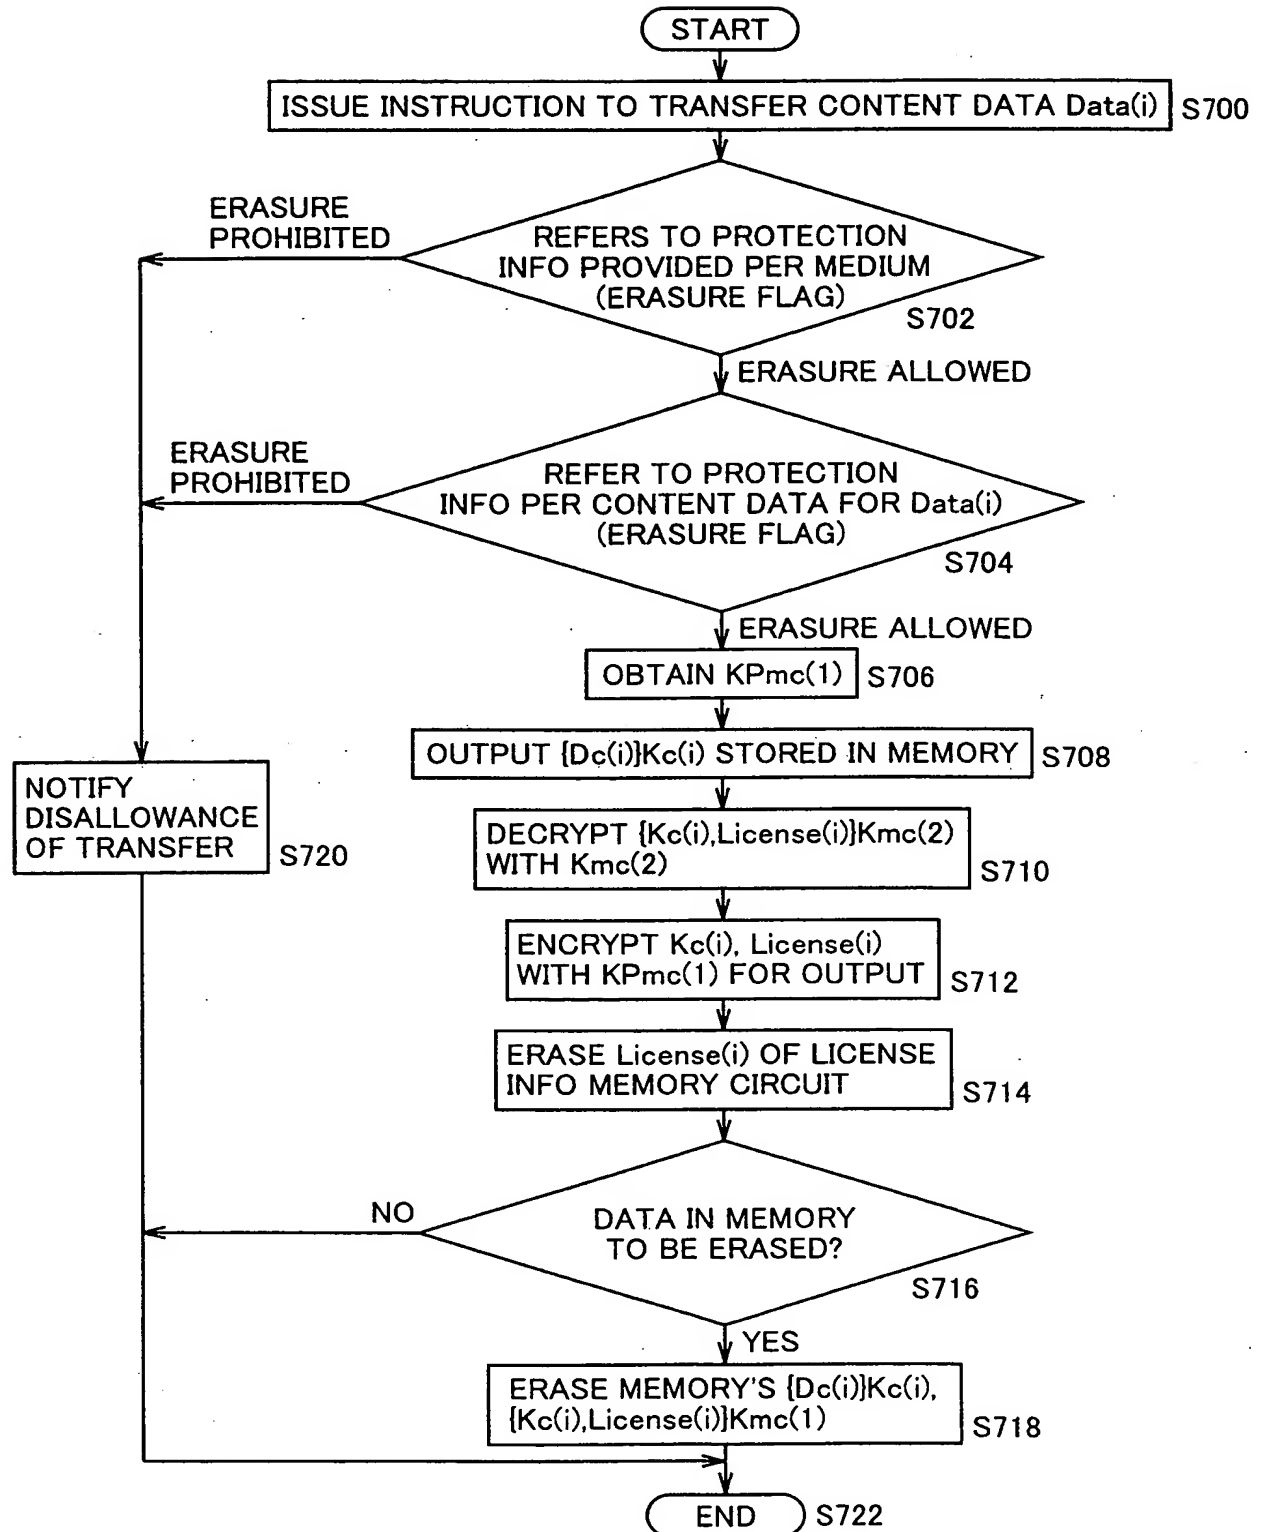 START
ISSUE INSTRUCTION TO TRANSFER CONTENT DATA Data(i)
S700
ERASURE
PROHIBITED
REFERS TO PROTECTION
INFO PROVIDED PER MEDIUM
(ERASURE FLAG)
S702
ERASURE ALLOWED
ERASURE
PROHIBITED
REFER TO PROTECTION
INFO PER CONTENT DATA FOR Data(i)
(ERASURE FLAG)
S704
ERASURE ALLOWED
OBTAIN KPmc(1)
S706
OUTPUT {Dc(i)}Kc(i) STORED IN MEMORY
S708
NOTIFY
DISALLOWANCE
OF TRANSFER
S720
DECRYPT {Kc(i),License(i)}Kmc(2)
WITH Kmc(2)
S710
ENCRYPT Kc(i), License(i)
WITH KPmc(1) FOR OUTPUT
S712
ERASE License(i) OF LICENSE
INFO MEMORY CIRCUIT
S714
NO
DATA IN MEMORY
TO BE ERASED?
S716
YES
ERASE MEMORY'S {Dc(i)}Kc(i),
{Kc(i),License(i)}Kmc(1)
S718
END
S722